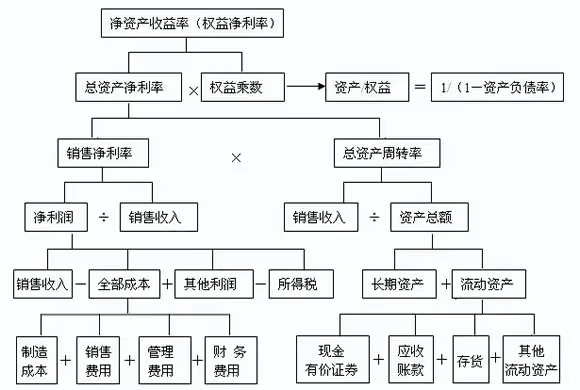 净资产收益率（权益净利率）
总资产净利率 × 权益乘数 资产/权益 = 1/（1—资产负债率）
销售净利率 × 总资产周转率
净利润 ÷ 销售收入 销售收入 ÷ 资产总额
销售收入 — 全部成本 + 其他利润 — 所得税 长期资产 + 流动资产
制造成本 + 销售费用 + 管理费用 + 财务费用 现金有价证券 + 应收账款 + 存货 + 其他流动资产